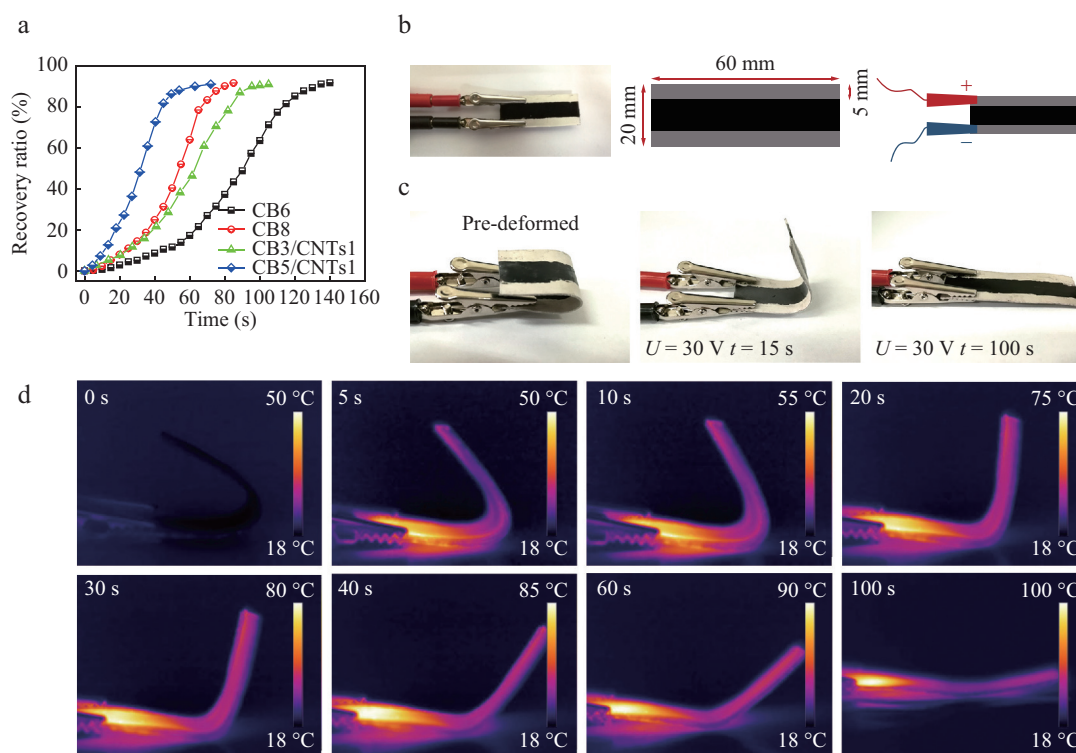 a
Recovery ratio (%)
100
80
60
40
20
0
0 20 40 60 80 100 120 140 160
Time (s)
CB6
CB8
CB3/CNTs1
CB5/CNTs1
b
60 mm
20 mm
5 mm
+
−
c
Pre-deformed
U = 30 V t = 15 s
U = 30 V t = 100 s
d
0 s 50 °C
18 °C
5 s 50 °C
18 °C
10 s 55 °C
18 °C
20 s 75 °C
18 °C
30 s 80 °C
18 °C
40 s 85 °C
18 °C
60 s 90 °C
18 °C
100 s 100 °C
18 °C